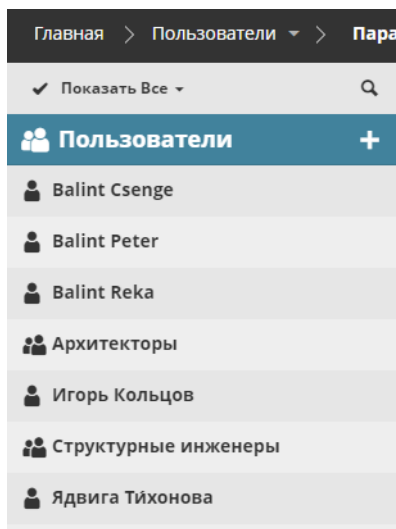 Главная > Пользователи > Пара
Показать Все
Пользователи +
Balint Csenge
Balint Peter
Balint Reka
Архитекторы
Игорь Кольцов
Структурные инженеры
Ядвига Ти́хонова